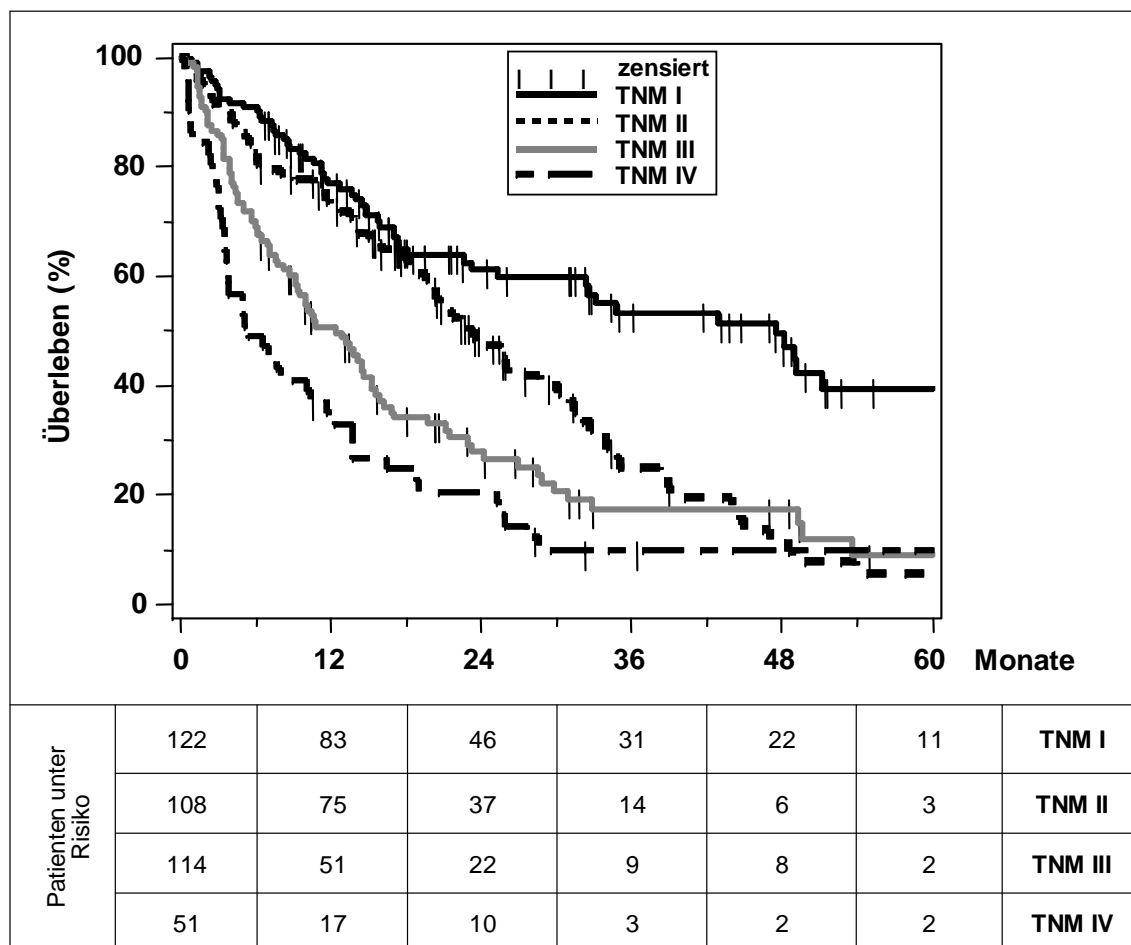 100
80
60
40
20
0
Überleben (%)
zensiert
TNM I
TNM II
TNM III
TNM IV
0 12 24 36 48 60 Monate
Patienten unter
Risiko
122 83 46 31 22 11 TNM I
108 75 37 14 6 3 TNM II
114 51 22 9 8 2 TNM III
51 17 10 3 2 2 TNM IV